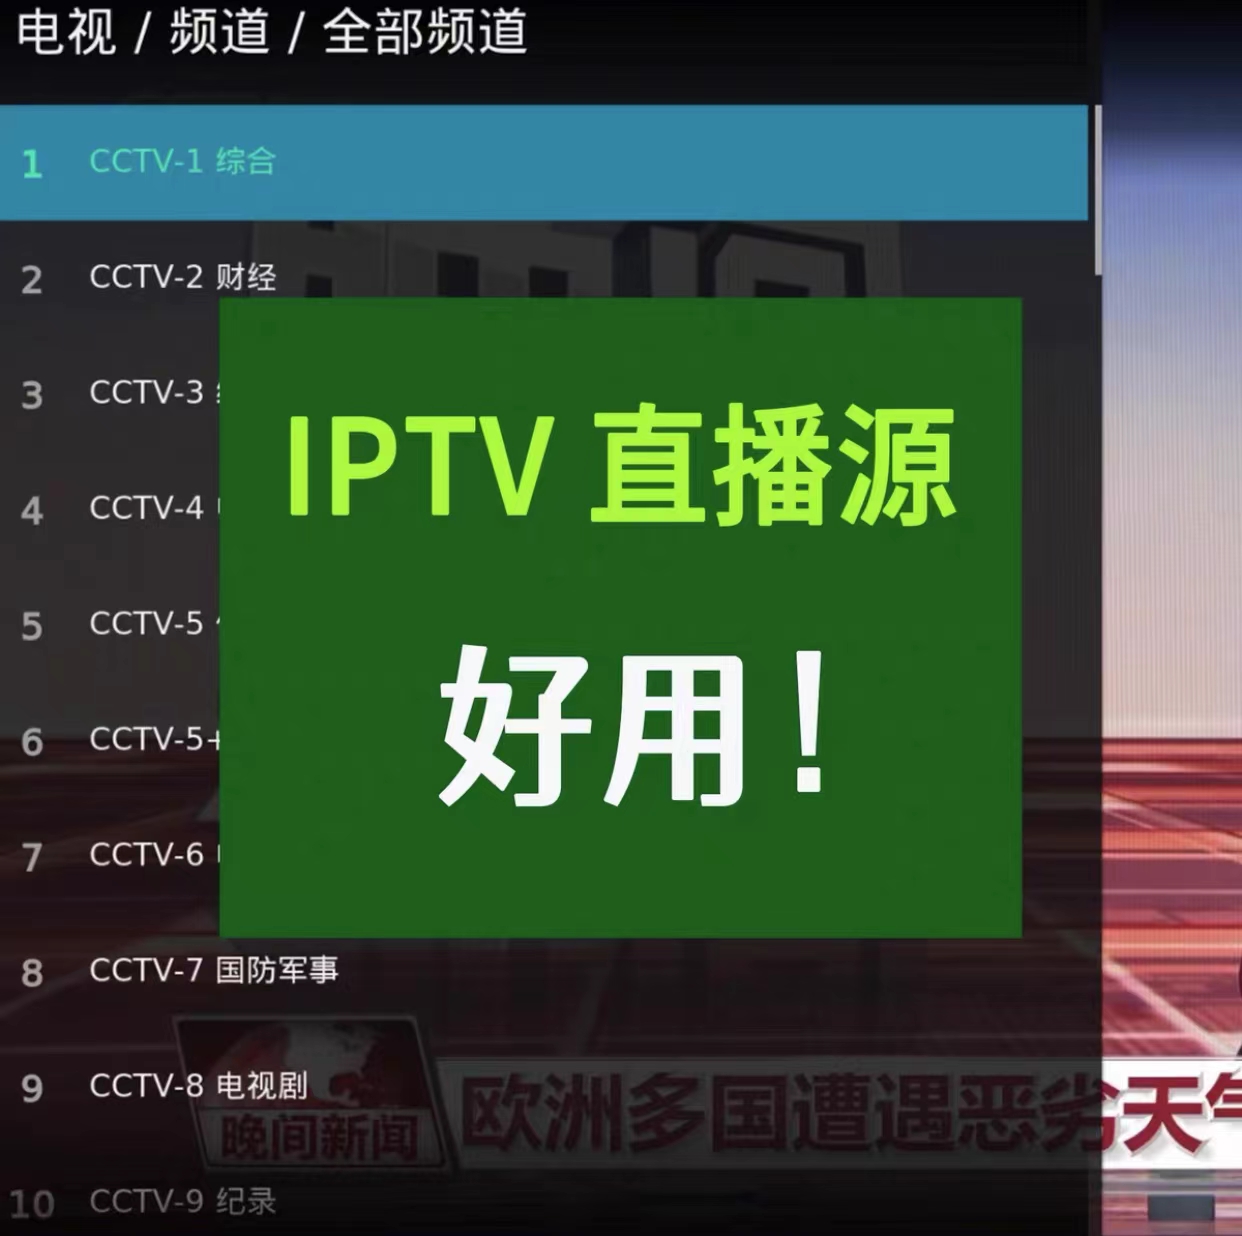 电视 / 频道 / 全部频道
1 CCTV-1 综合
2 CCTV-2 财经
3 CCTV-3
4 CCTV-4
5 CCTV-5
6 CCTV-5+
7 CCTV-6
IPTV 直播源
好用！
8 CCTV-7 国防军事
9 CCTV-8 电视剧
晚间新闻
欧洲多国遭遇恶劣天气
10 CCTV-9 纪录